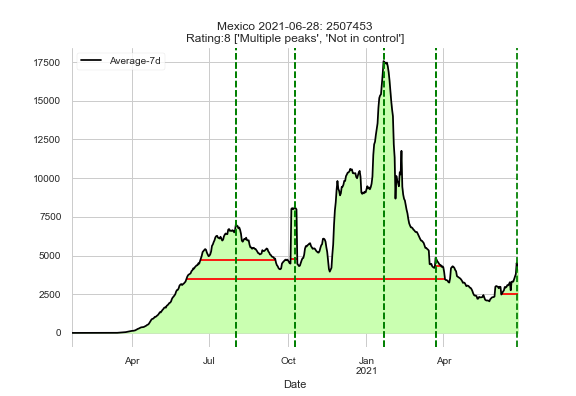 Mexico 2021-06-28: 2507453
Rating:8 ['Multiple peaks', 'Not in control']
Average-7d
17500
15000
12500
10000
7500
5000
2500
0
Apr
Jul
Oct
Jan
2021
Apr
Date